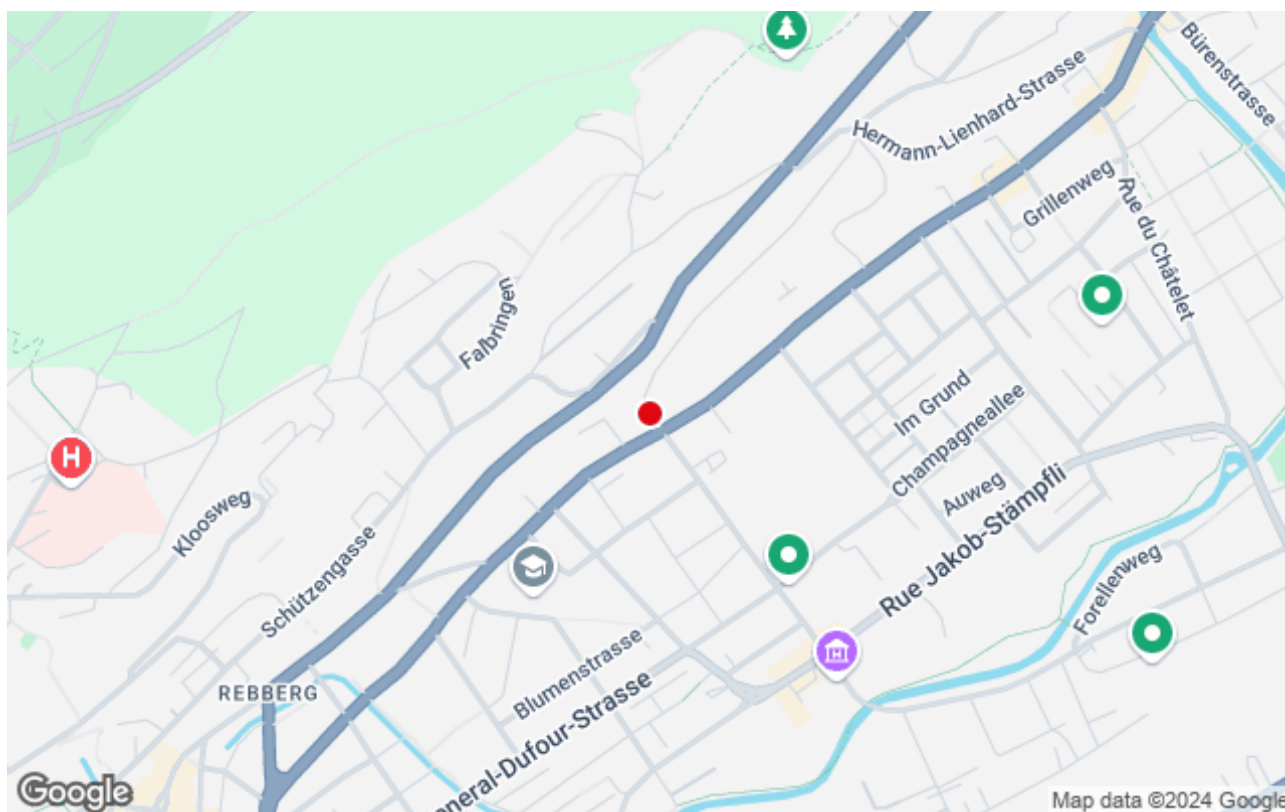 Bürenstrasse
Hermann-Lienhard-Strasse
Grillenweg
Rue du Châtelet
Falbringen
Im Grund
Champagneallee
H
Auweg
Kloosweg
Rue Jakob-Stämpfli
Schützengasse
Forellenweg
H
Blumenstrasse
REBBERG
eneral-Dufour-Strasse
Google
Map data ©2024 Google